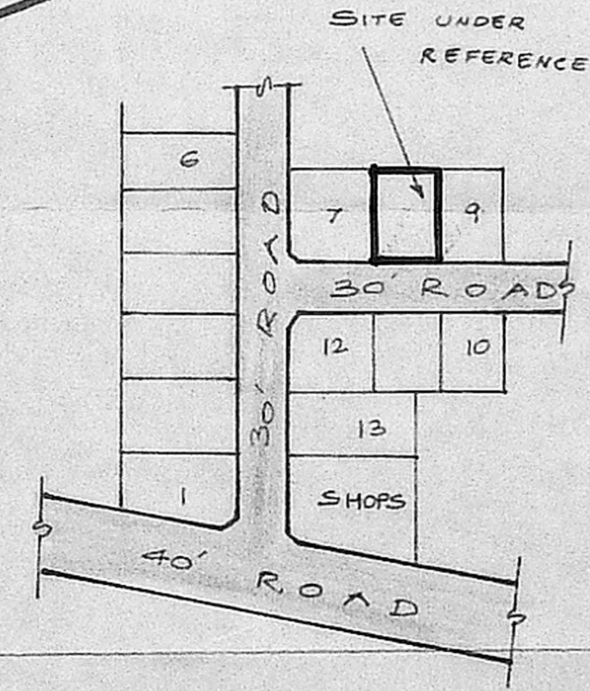 SITE UNDER
REFERENCE
6
7
9
30' ROAD
30' ROAD
12
10
13
1
SHOPS
40' ROAD